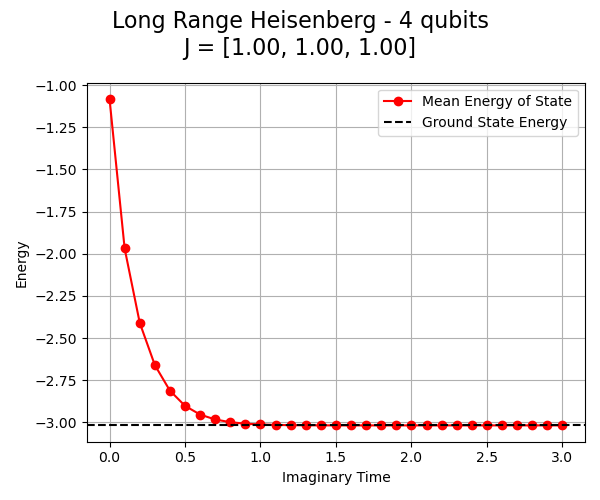 Long Range Heisenberg - 4 qubits
J = [1.00, 1.00, 1.00]
Mean Energy of State
Ground State Energy
Energy
−1.00
−1.25
−1.50
−1.75
−2.00
−2.25
−2.50
−2.75
−3.00
0.0 0.5 1.0 1.5 2.0 2.5 3.0
Imaginary Time